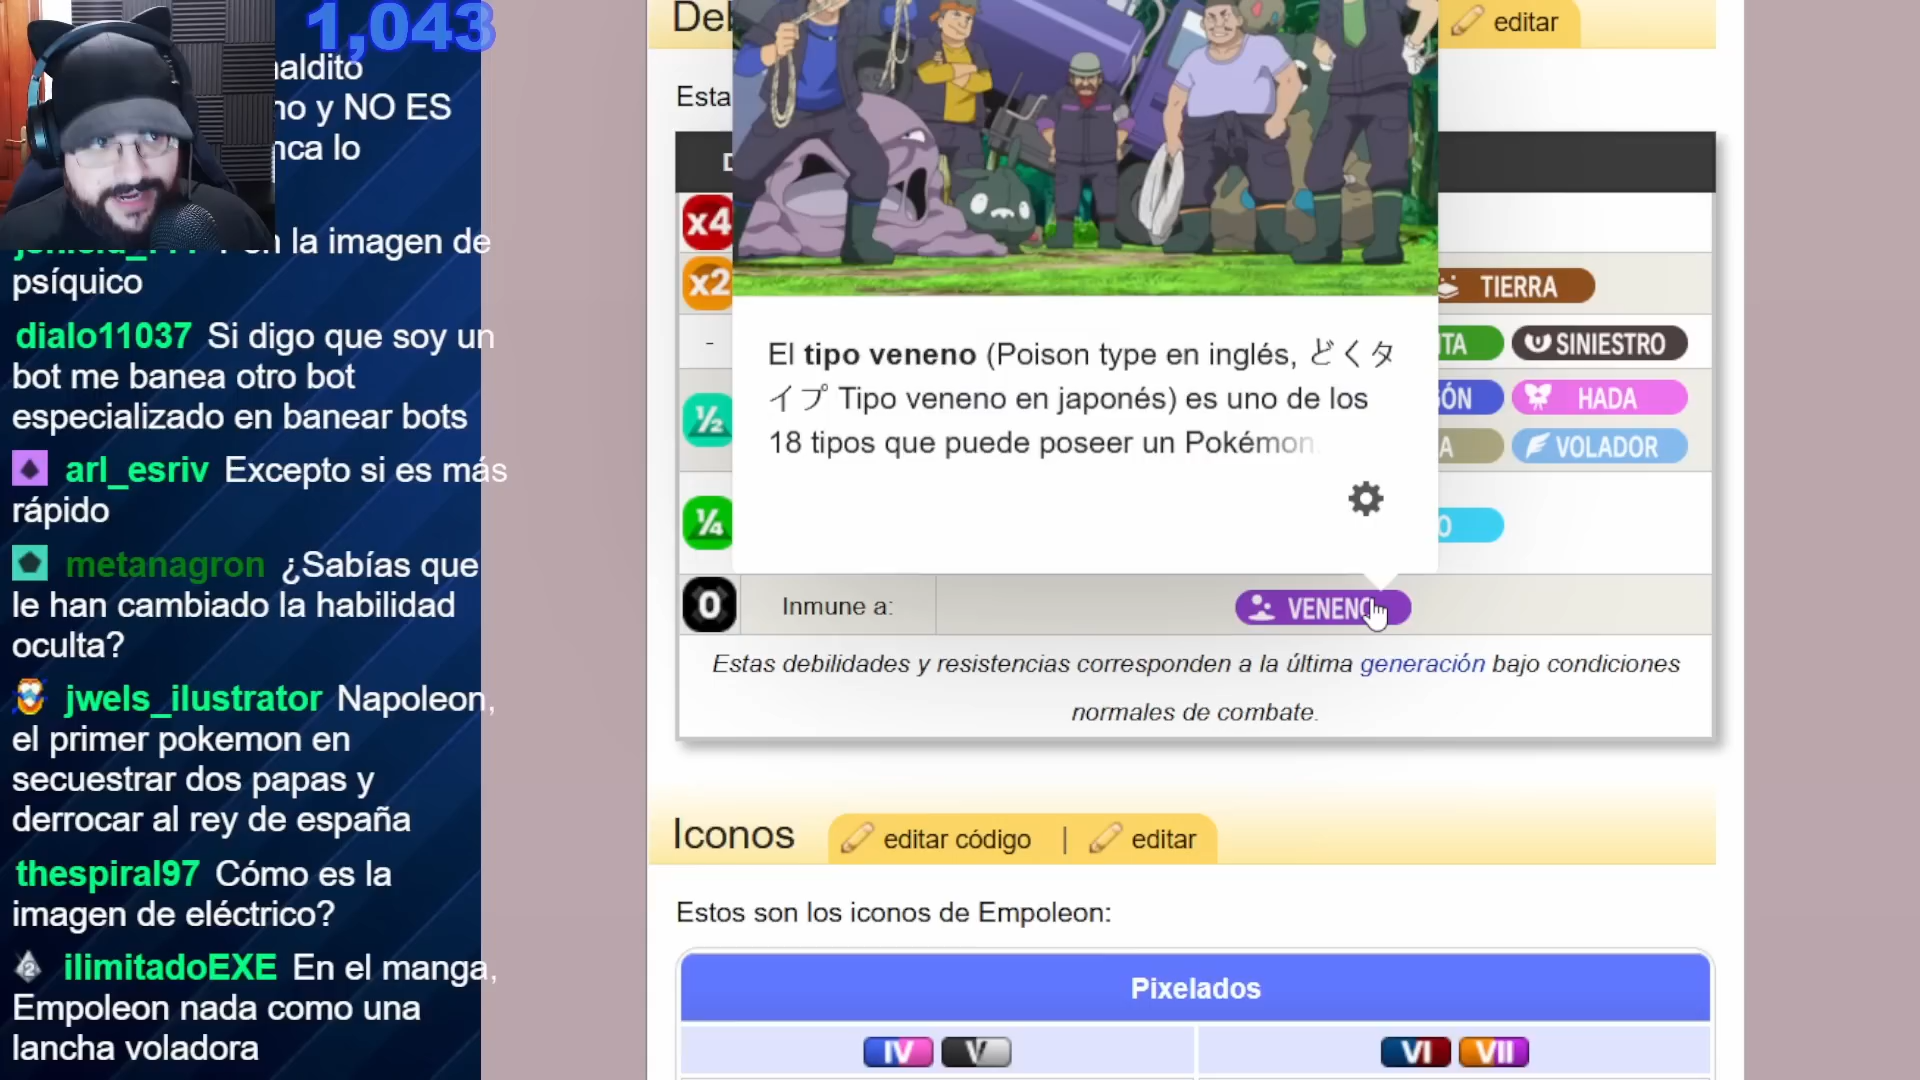 1,043
maldito
no y NO ES
nca lo
la imagen de
psíquico
dialo11037 Si digo que soy un
bot me banea otro bot
especializado en banear bots
arl_esriv Excepto si es más
rápido
metanagron ¿Sabías que
le han cambiado la habilidad
oculta?
jwels_ilustrator Napoleon,
el primer pokemon en
secuestrar dos papas y
derrocar al rey de españa
thespiral97 Cómo es la
imagen de eléctrico?
2 ilimitadoEXE En el manga,
Empoleon nada como una
lancha voladora
Deb
editar
Esta
D
x4
x2 TIERRA
- TA SINIESTRO
½ ÓN HADA
A VOLADOR
¼ O
El tipo veneno (Poison type en inglés, どくタ
イプ Tipo veneno en japonés) es uno de los
18 tipos que puede poseer un Pokémon.
0 Inmune a: VENENO
Estas debilidades y resistencias corresponden a la última generación bajo condiciones
normales de combate.
Iconos editar código | editar
Estos son los iconos de Empoleon:
Pixelados
IV V VI VII